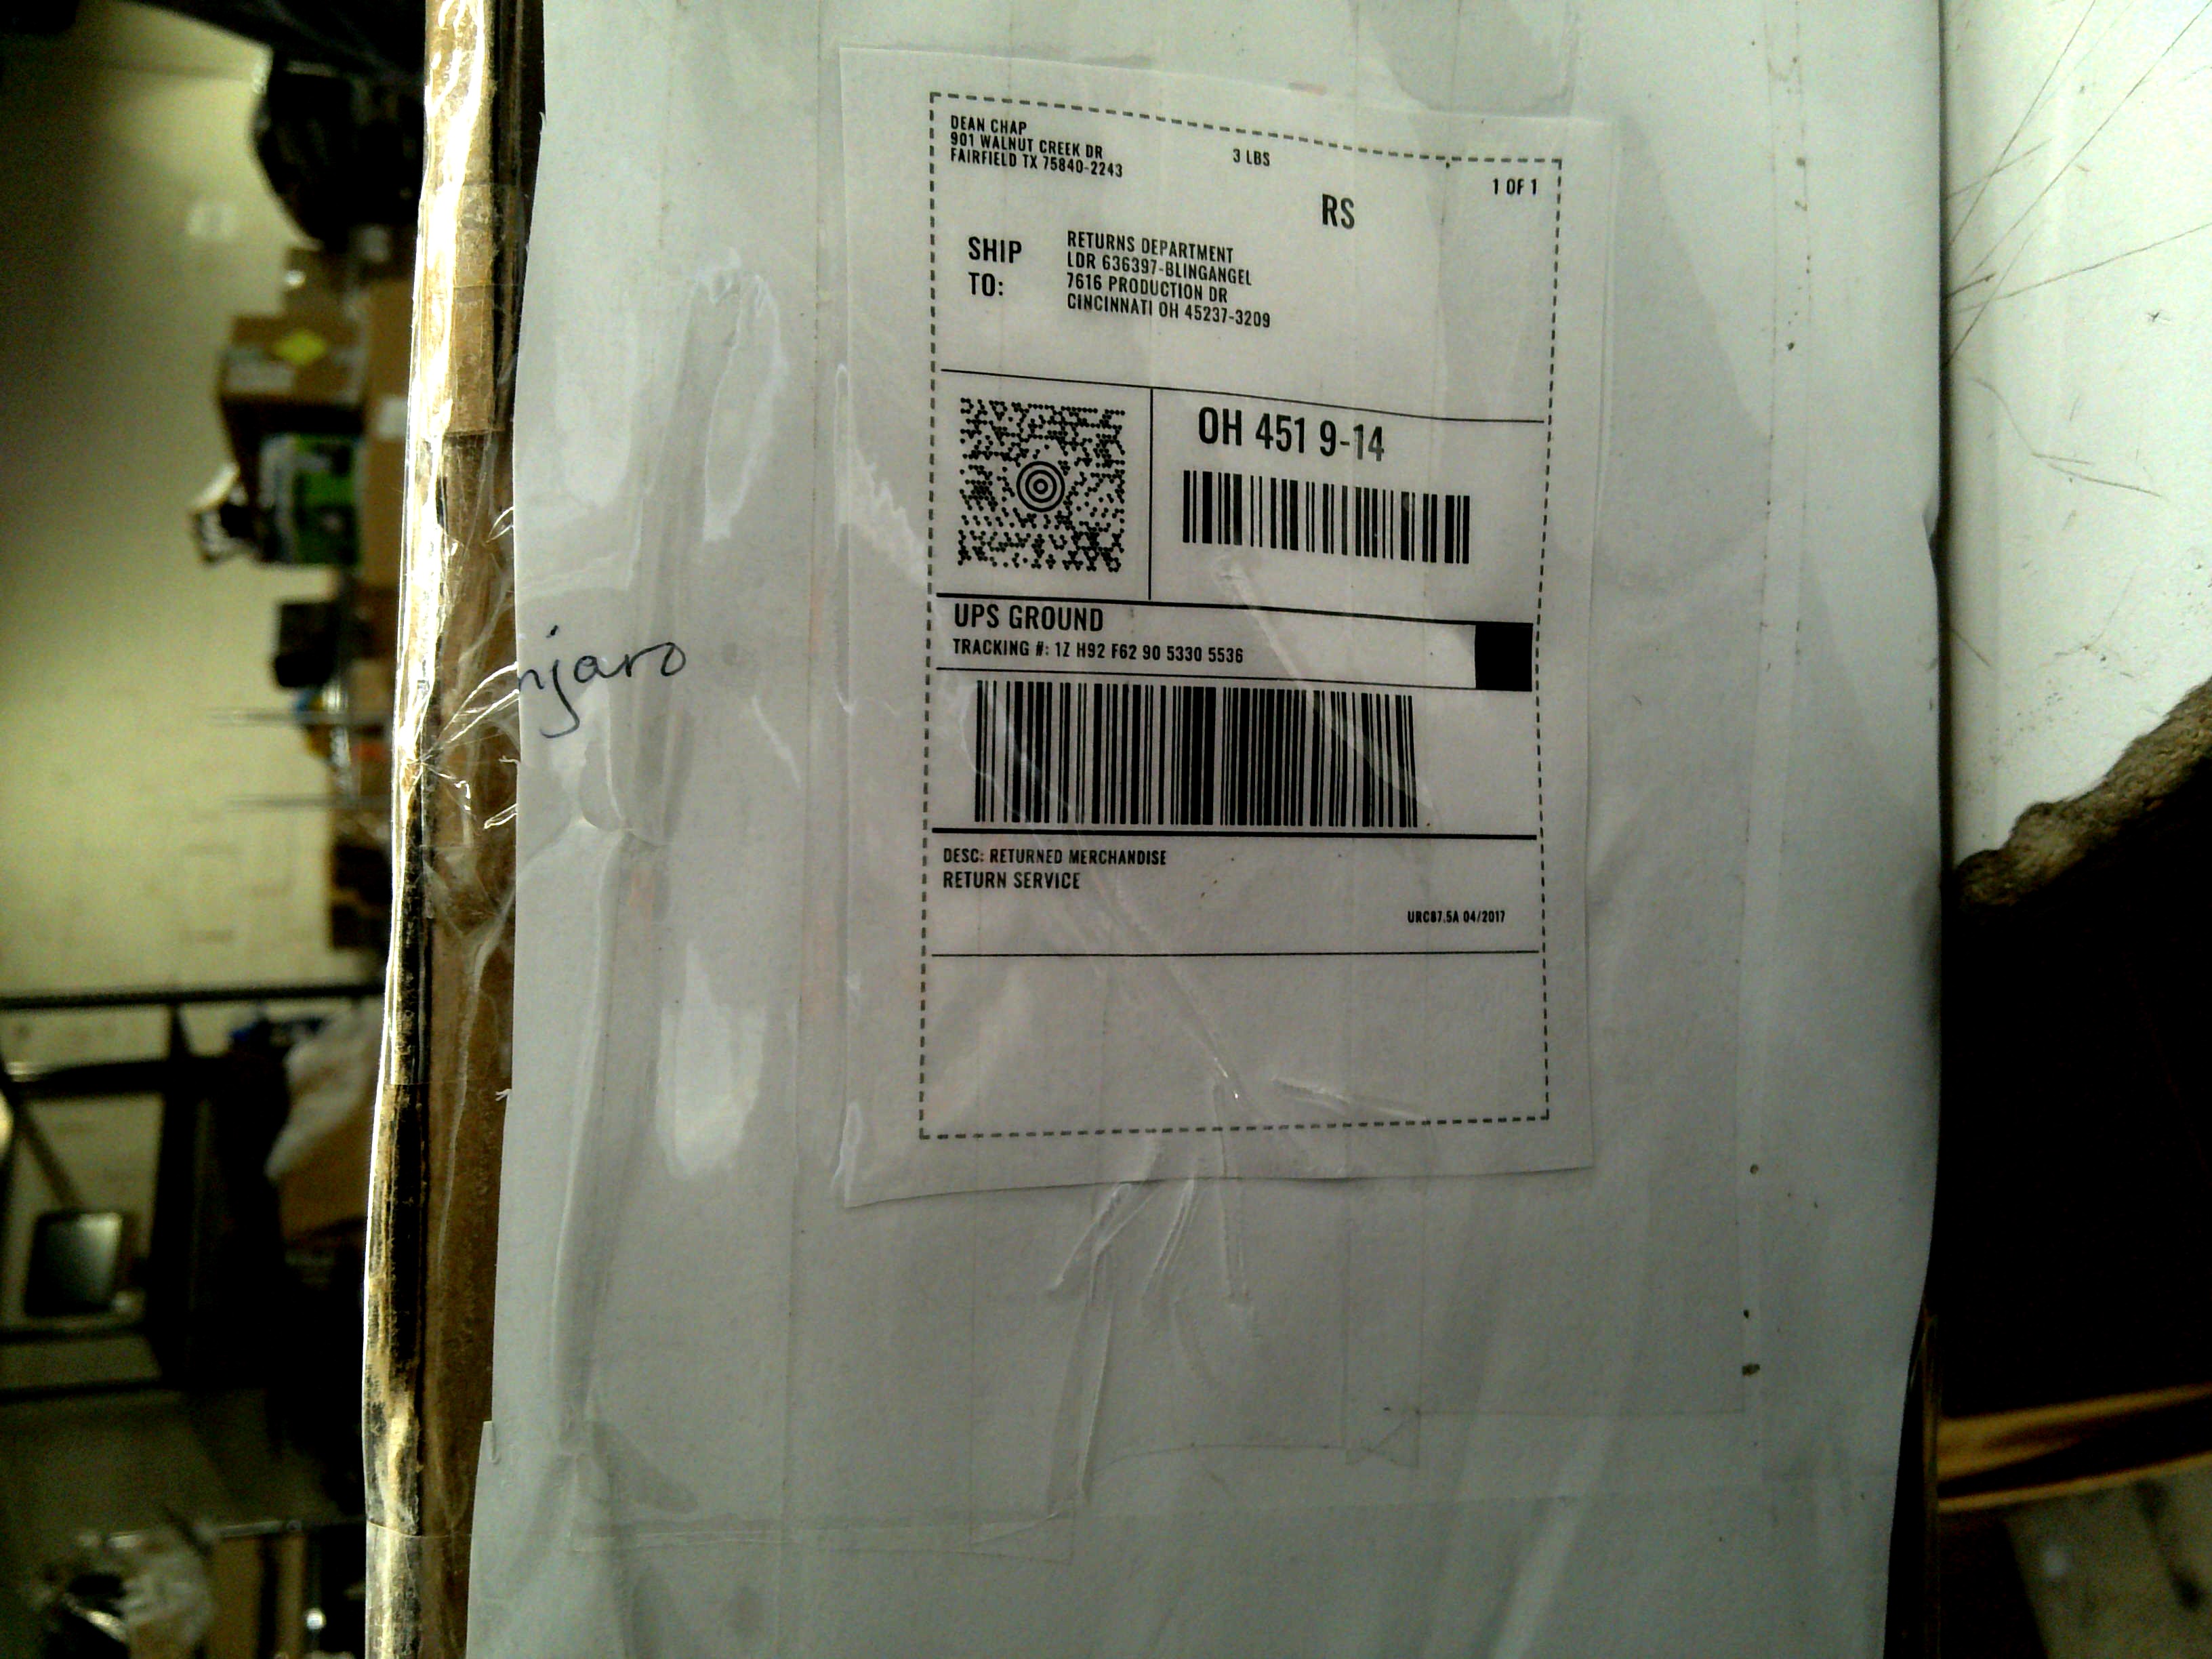 DEAN CHAP
901 WALNUT CREEK DR
FAIRFIELD TX 75840-2243
3 LBS
1 OF 1
RS
SHIP TO:
RETURNS DEPARTMENT
LDR 636397-BLINGANGEL
7616 PRODUCTION DR
CINCINNATI OH 45237-3209
OH 451 9-14
UPS GROUND
TRACKING #: 1Z H92 F62 90 5330 5536
njaro
DESC: RETURNED MERCHANDISE
RETURN SERVICE
URC87.5A 04/2017